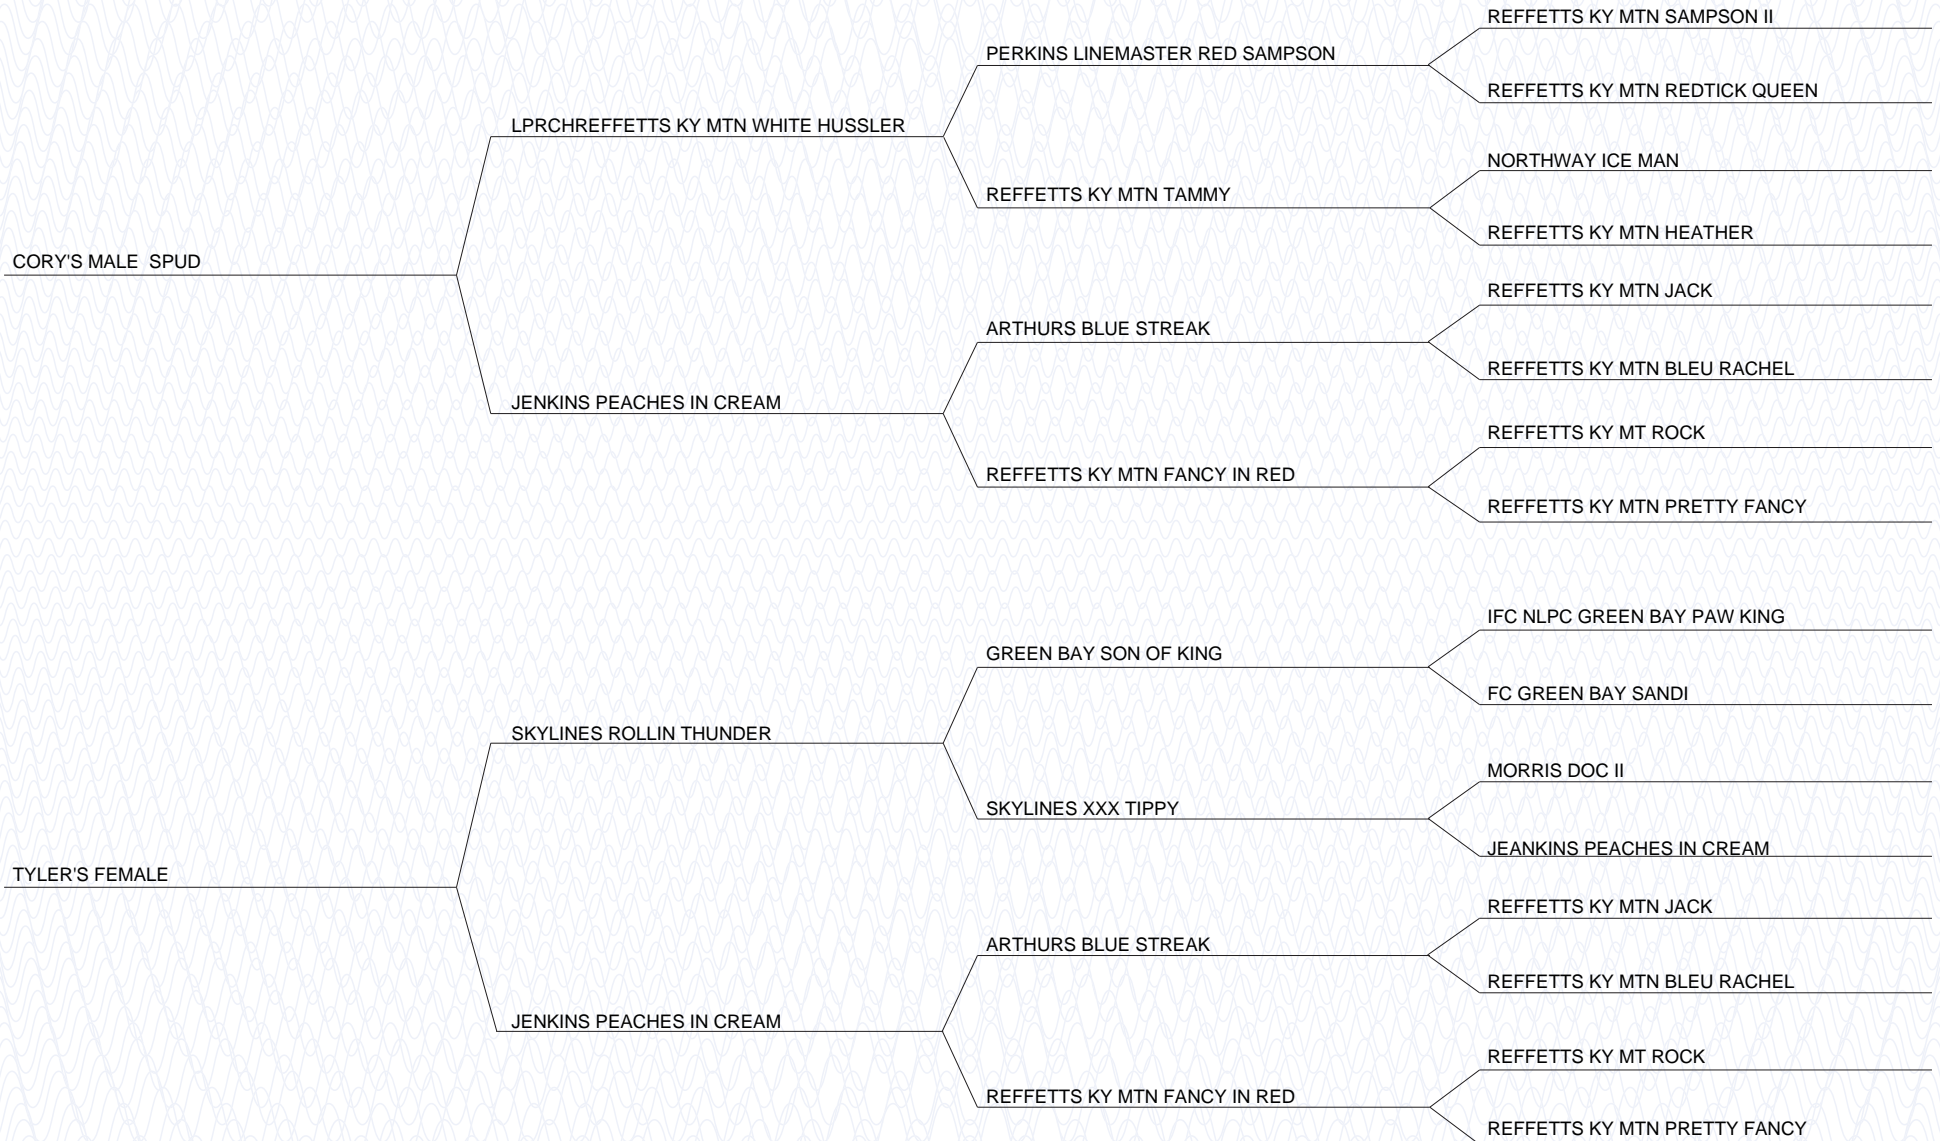 REFFETTS KY MTN SAMPSON II
PERKINS LINEMASTER RED SAMPSON
REFFETTS KY MTN REDTICK QUEEN
LPRCHREFFETTS KY MTN WHITE HUSSLER
NORTHWAY ICE MAN
REFFETTS KY MTN TAMMY
REFFETTS KY MTN HEATHER
CORY'S MALE  SPUD
REFFETTS KY MTN JACK
ARTHURS BLUE STREAK
REFFETTS KY MTN BLEU RACHEL
JENKINS PEACHES IN CREAM
REFFETTS KY MT ROCK
REFFETTS KY MTN FANCY IN RED
REFFETTS KY MTN PRETTY FANCY
IFC NLPC GREEN BAY PAW KING
GREEN BAY SON OF KING
FC GREEN BAY SANDI
SKYLINES ROLLIN THUNDER
MORRIS DOC II
SKYLINES XXX TIPPY
JEANKINS PEACHES IN CREAM
TYLER'S FEMALE
REFFETTS KY MTN JACK
ARTHURS BLUE STREAK
REFFETTS KY MTN BLEU RACHEL
JENKINS PEACHES IN CREAM
REFFETTS KY MT ROCK
REFFETTS KY MTN FANCY IN RED
REFFETTS KY MTN PRETTY FANCY